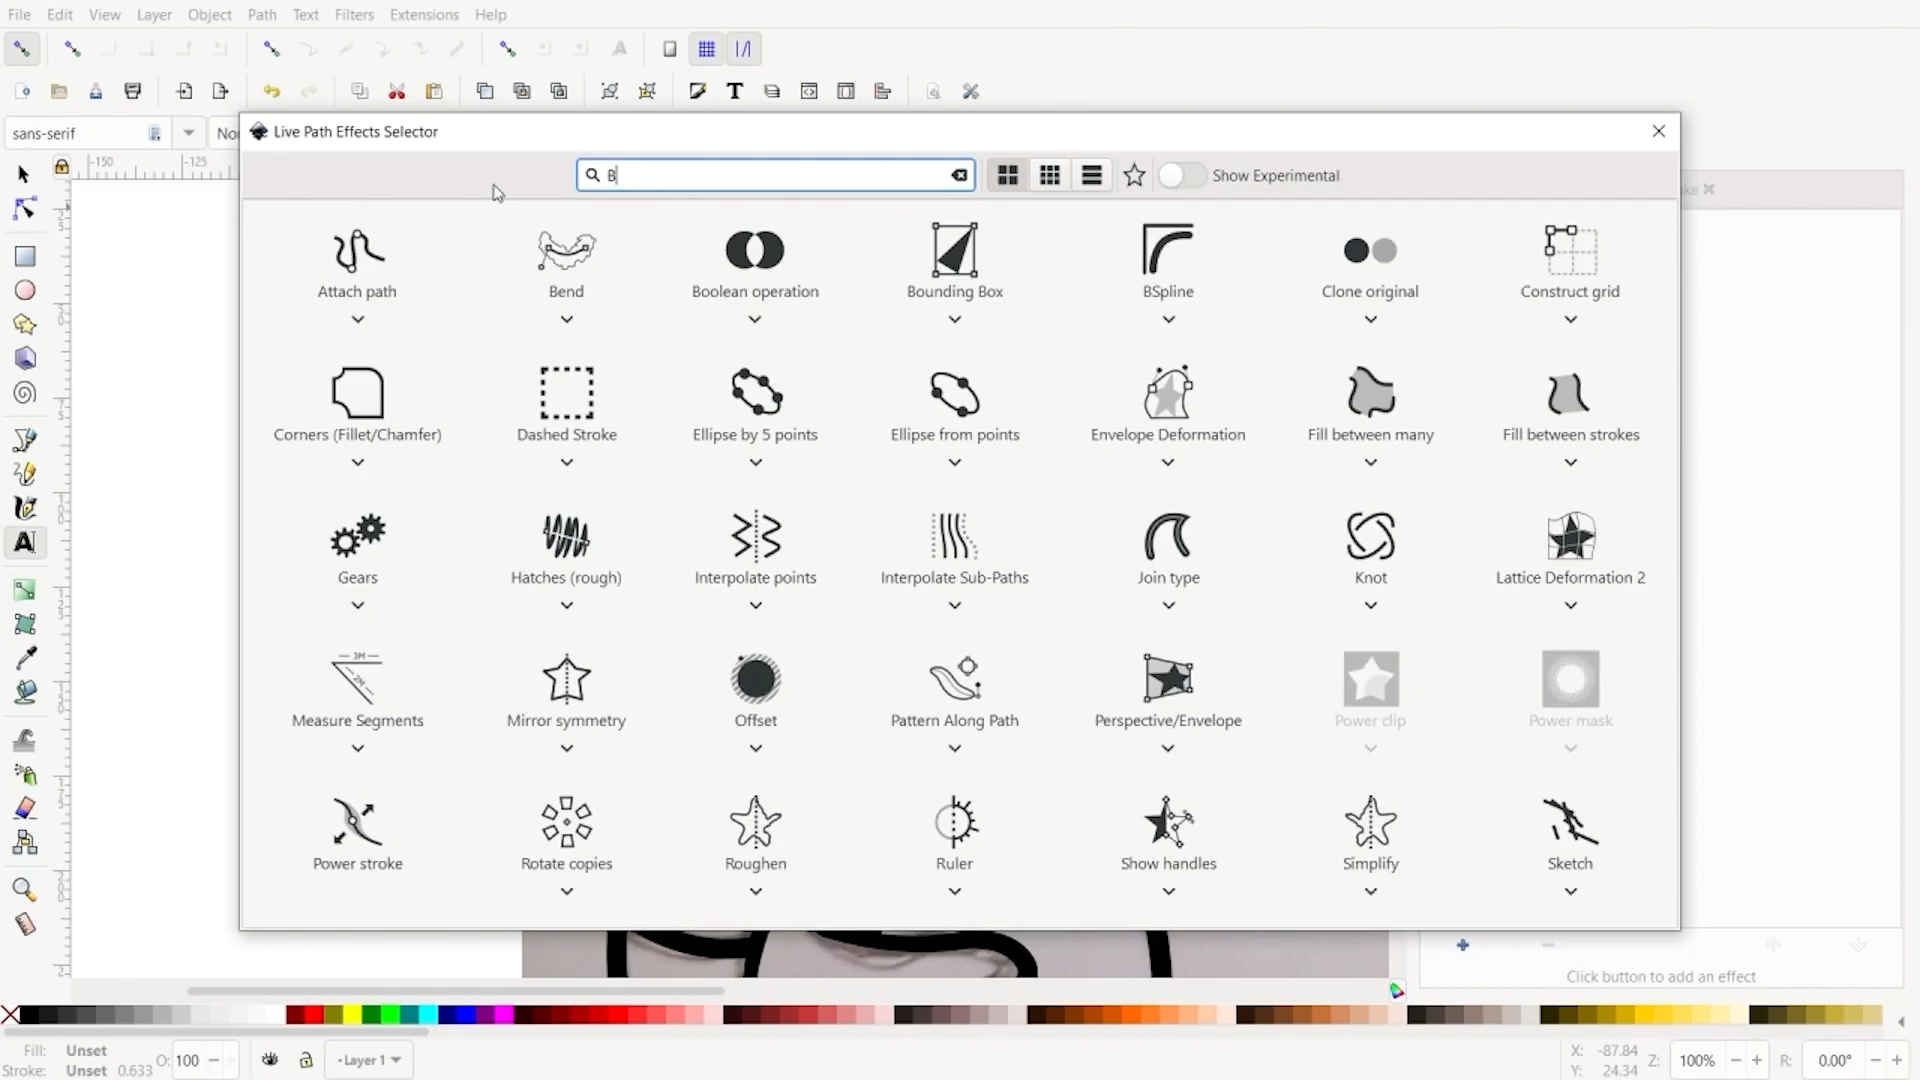 File Edit View Layer Object Path Text Filters Extensions Help
sans-serif
Live Path Effects Selector
-150 -125
B
Show Experimental
Attach path Bend Boolean operation Bounding Box BSpline Clone original Construct grid
Corners (Fillet/Chamfer) Dashed Stroke Ellipse by 5 points Ellipse from points Envelope Deformation Fill between many Fill between strokes
Gears Hatches (rough) Interpolate points Interpolate Sub-Paths Join type Knot Lattice Deformation 2
Measure Segments Mirror symmetry Offset Pattern Along Path Perspective/Envelope Power clip Power mask
Power stroke Rotate copies Roughen Ruler Show handles Simplify Sketch
Click button to add an effect
Fill: Unset
Stroke: Unset 0.633
O: 100
Layer 1
X: -87.84
Y: 24.34
Z: 100%
R: 0.00°